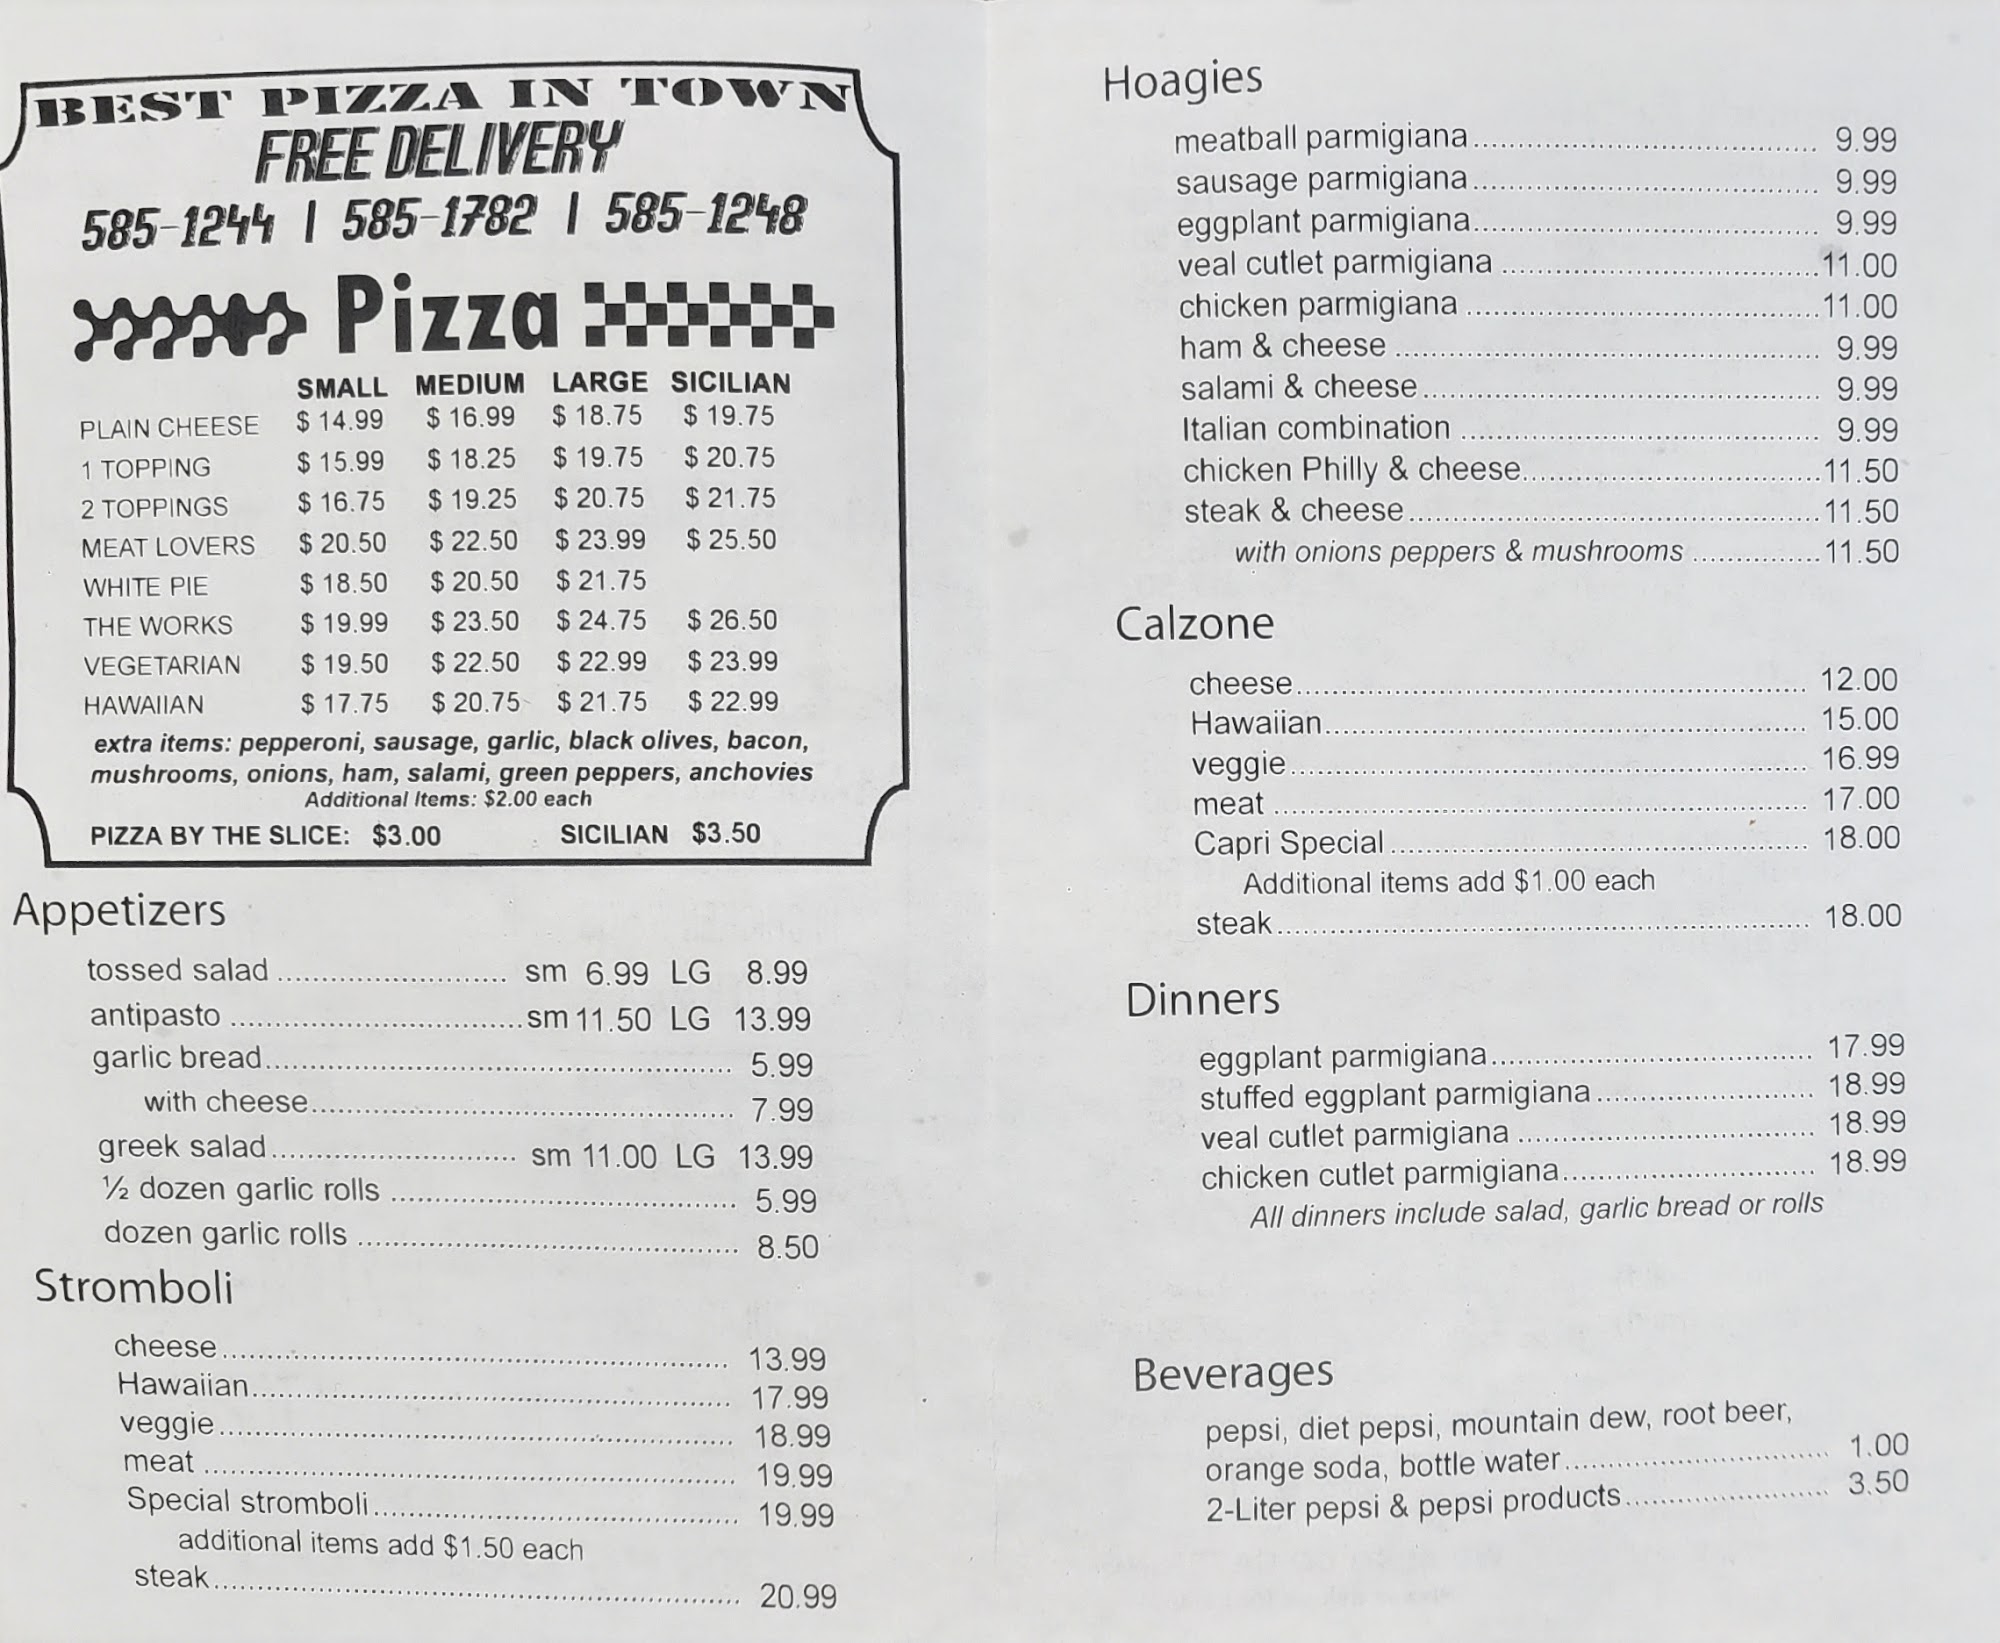 BEST PIZZA IN TOWN
FREE DELIVERY
585-1244 | 585-1782 | 585-1248
Pizza
SMALL MEDIUM LARGE SICILIAN
PLAIN CHEESE $ 14.99 $ 16.99 $ 18.75 $ 19.75
1 TOPPING $ 15.99 $ 18.25 $ 19.75 $ 20.75
2 TOPPINGS $ 16.75 $ 19.25 $ 20.75 $ 21.75
MEAT LOVERS $ 20.50 $ 22.50 $ 23.99 $ 25.50
WHITE PIE $ 18.50 $ 20.50 $ 21.75
THE WORKS $ 19.99 $ 23.50 $ 24.75 $ 26.50
VEGETARIAN $ 19.50 $ 22.50 $ 22.99 $ 23.99
HAWAIIAN $ 17.75 $ 20.75 $ 21.75 $ 22.99
extra items: pepperoni, sausage, garlic, black olives, bacon,
mushrooms, onions, ham, salami, green peppers, anchovies
Additional Items: $2.00 each
PIZZA BY THE SLICE: $3.00 SICILIAN $3.50
Appetizers
tossed salad sm 6.99 LG 8.99
antipasto sm 11.50 LG 13.99
garlic bread 5.99
with cheese 7.99
greek salad sm 11.00 LG 13.99
½ dozen garlic rolls 5.99
dozen garlic rolls 8.50
Stromboli
cheese 13.99
Hawaiian 17.99
veggie 18.99
meat 19.99
Special stromboli 19.99
additional items add $1.50 each
steak 20.99
Hoagies
meatball parmigiana 9.99
sausage parmigiana 9.99
eggplant parmigiana 9.99
veal cutlet parmigiana 11.00
chicken parmigiana 11.00
ham & cheese 9.99
salami & cheese 9.99
Italian combination 9.99
chicken Philly & cheese 11.50
steak & cheese 11.50
with onions peppers & mushrooms 11.50
Calzone
cheese 12.00
Hawaiian 15.00
veggie 16.99
meat 17.00
Capri Special 18.00
Additional items add $1.00 each
steak 18.00
Dinners
eggplant parmigiana 17.99
stuffed eggplant parmigiana 18.99
veal cutlet parmigiana 18.99
chicken cutlet parmigiana 18.99
All dinners include salad, garlic bread or rolls
Beverages
pepsi, diet pepsi, mountain dew, root beer,
orange soda, bottle water 1.00
2-Liter pepsi & pepsi products 3.50